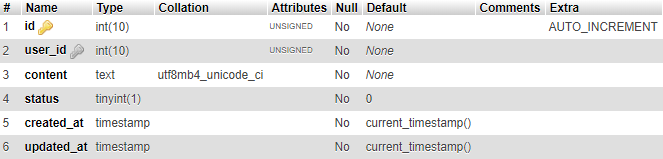 # Name Type Collation Attributes Null Default Comments Extra
1 id int(10) UNSIGNED No None AUTO_INCREMENT
2 user_id int(10) UNSIGNED No None
3 content text utf8mb4_unicode_ci No None
4 status tinyint(1) No 0
5 created_at timestamp No current_timestamp()
6 updated_at timestamp No current_timestamp()